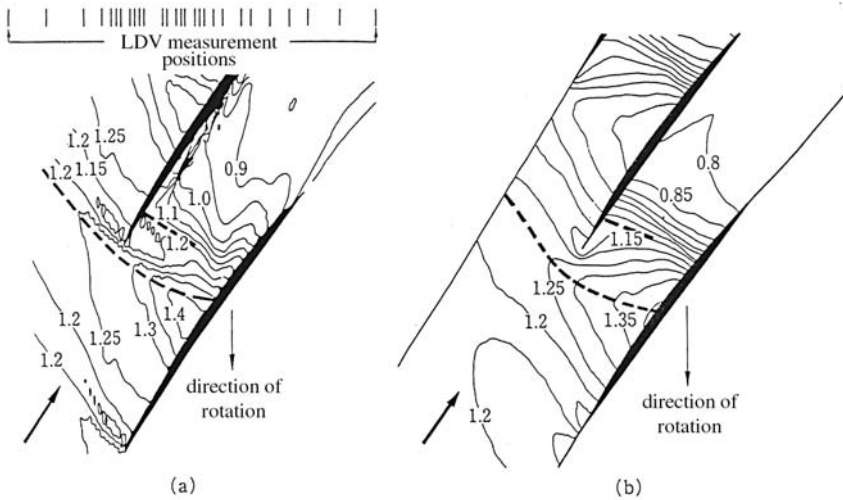 LDV measurement
positions
1.25
1.2
1.2
1.15
0.9
1.0
1.1
1.2
1.4
1.3
1.2
1.25
1.2
direction of
rotation
(a)
0.8
0.85
1.15
1.25
1.2
1.35
1.2
direction of
rotation
(b)